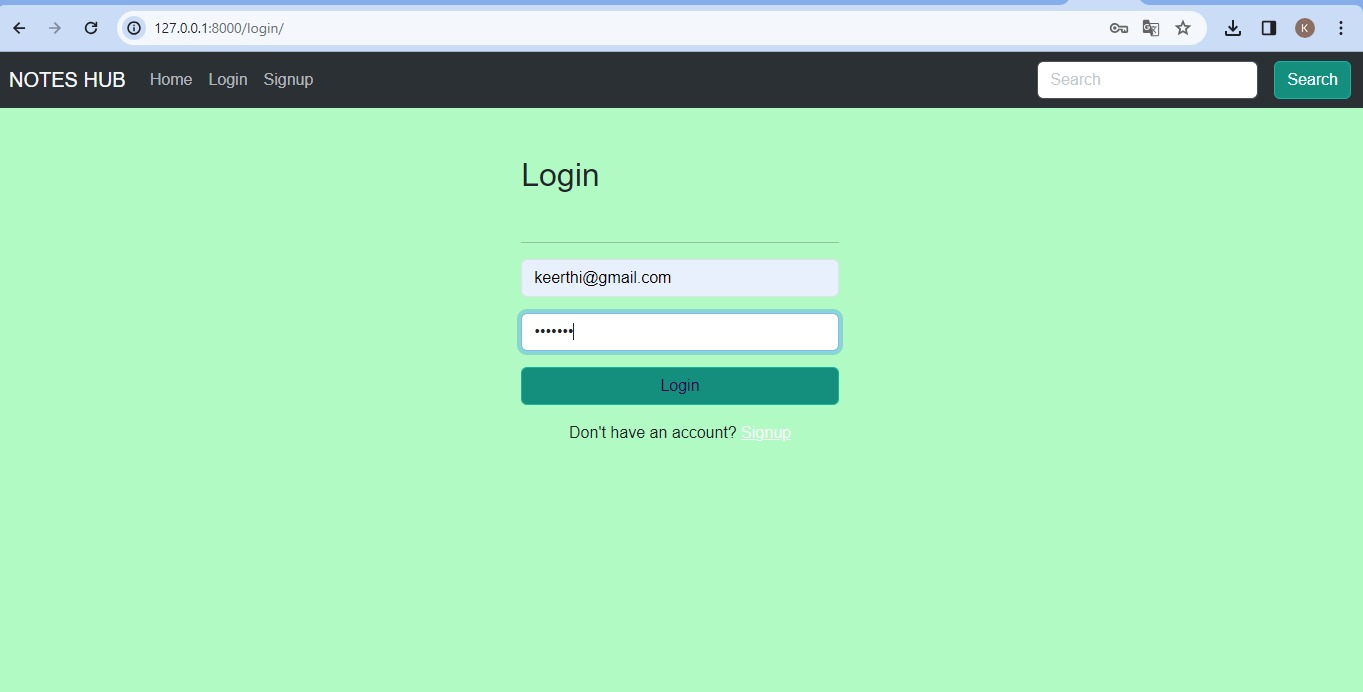 127.0.0.1:8000/login/
K
NOTES HUB Home Login Signup Search Search
Login
keerthi@gmail.com
•••••••
Login
Don't have an account? Signup